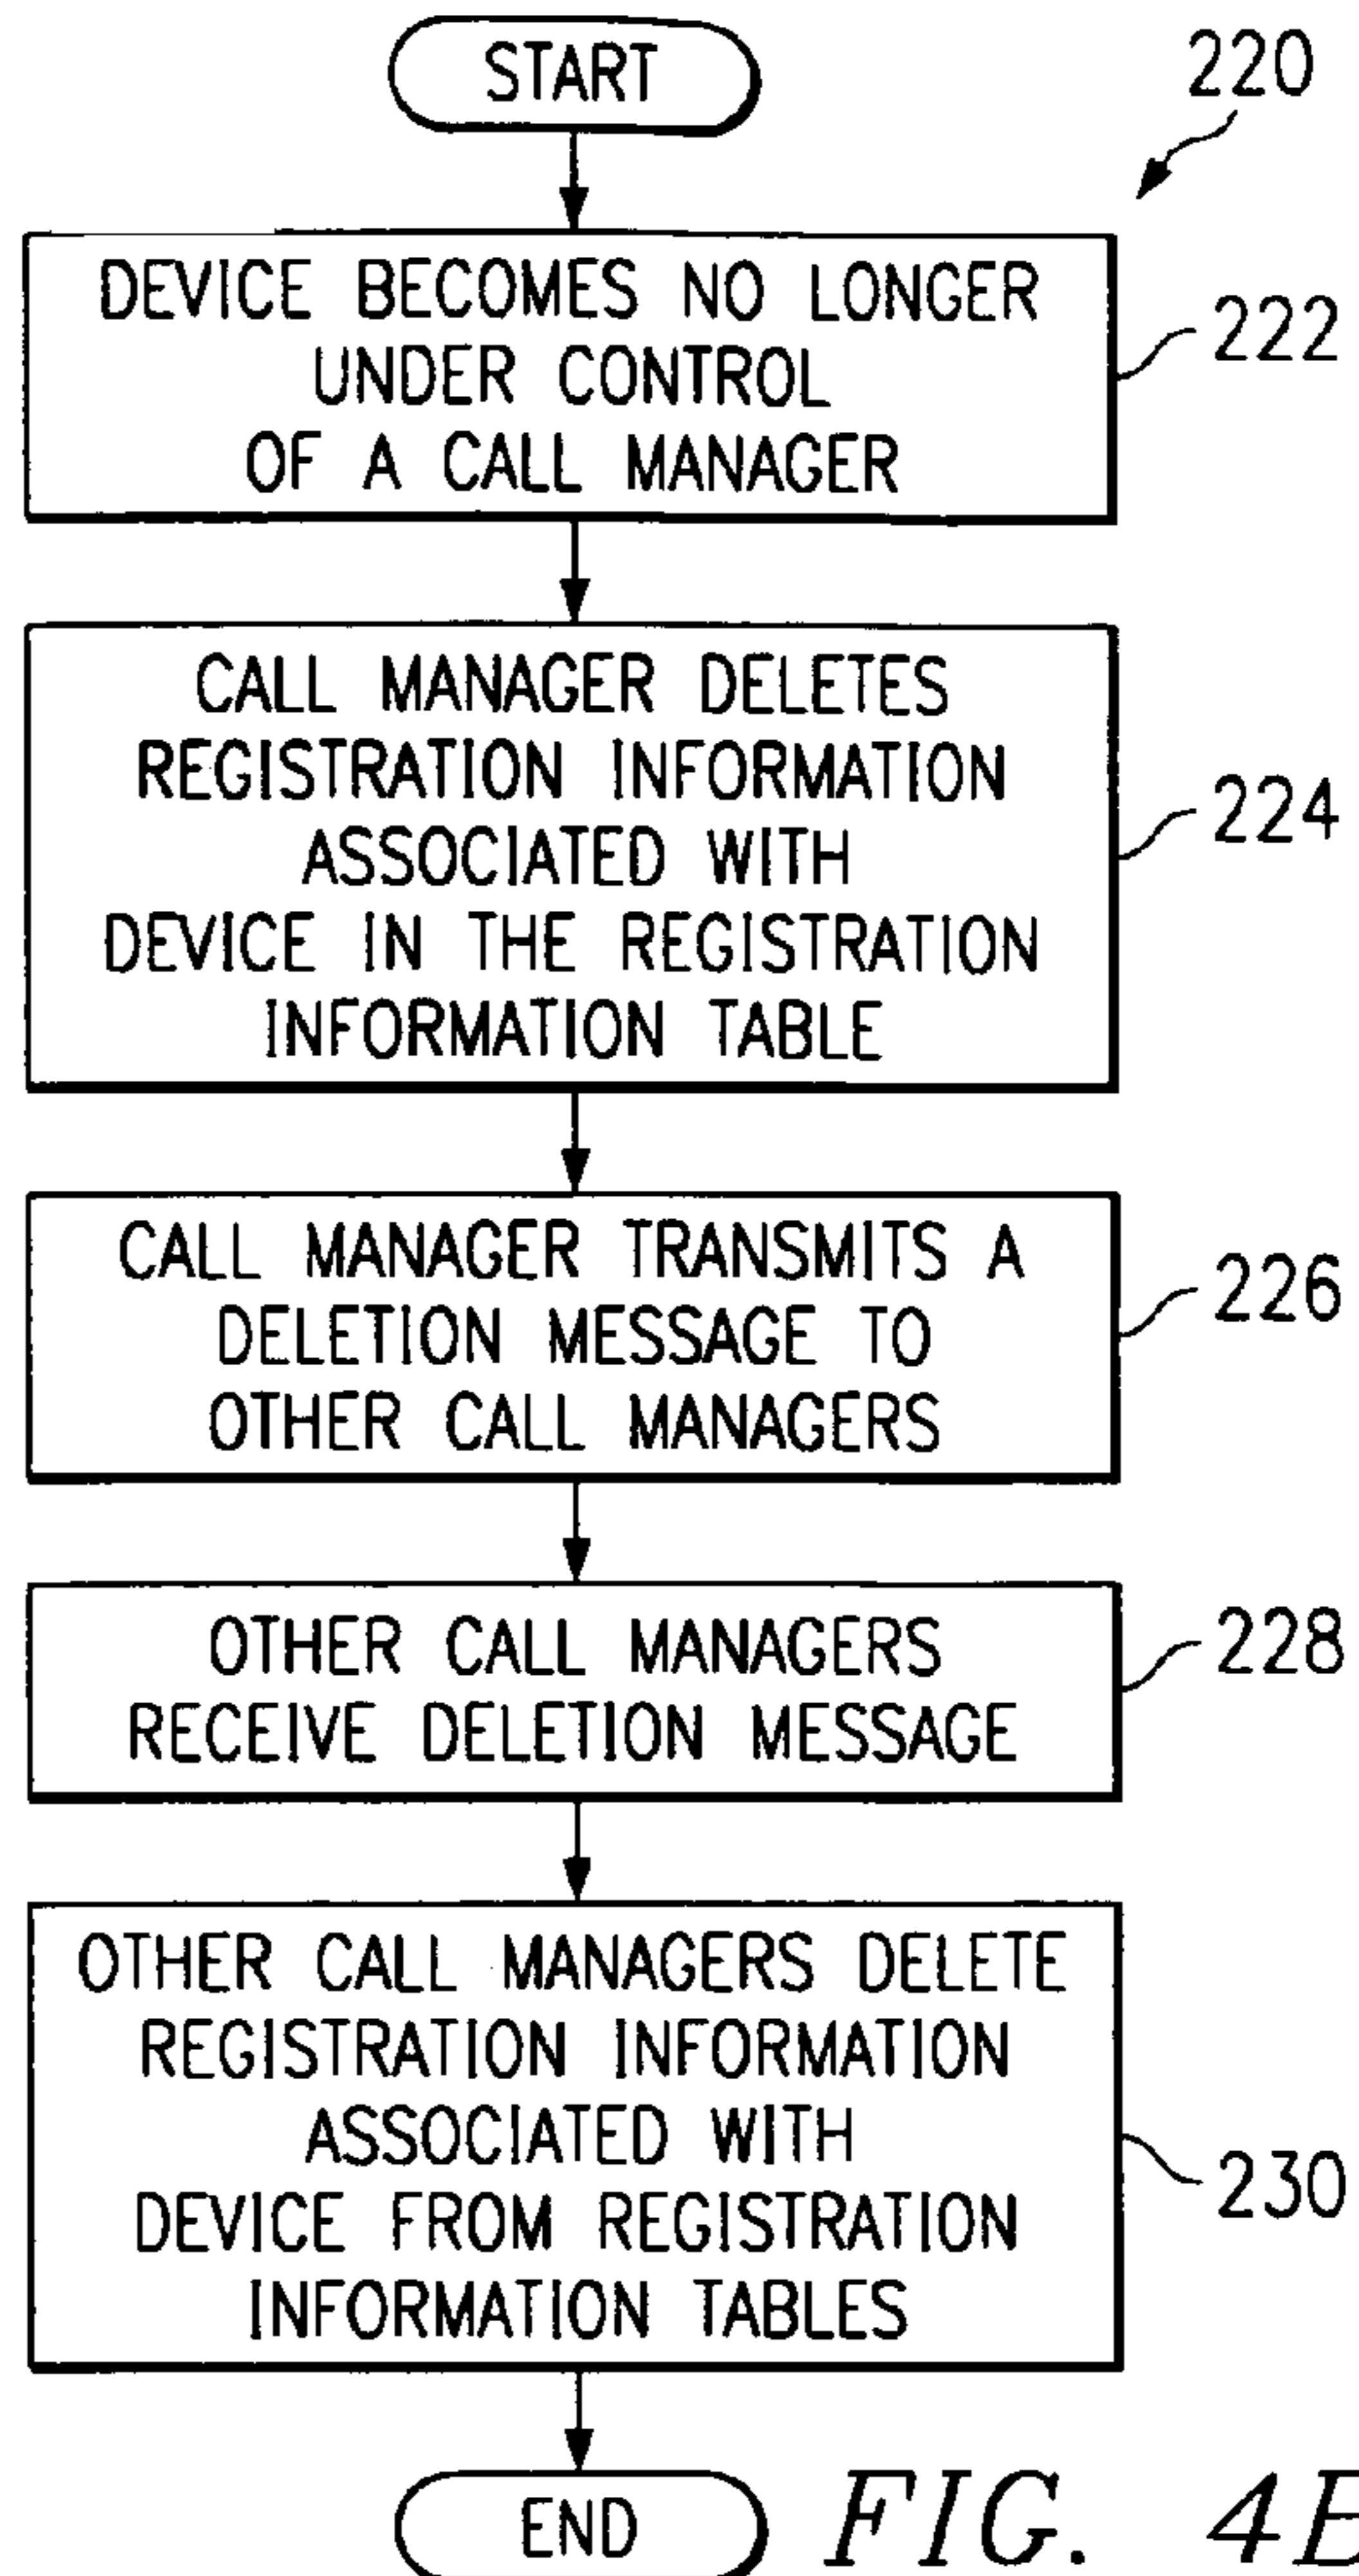 START
220
DEVICE BECOMES NO LONGER
UNDER CONTROL
OF A CALL MANAGER
222
CALL MANAGER DELETES
REGISTRATION INFORMATION
ASSOCIATED WITH
DEVICE IN THE REGISTRATION
INFORMATION TABLE
224
CALL MANAGER TRANSMITS A
DELETION MESSAGE TO
OTHER CALL MANAGERS
226
OTHER CALL MANAGERS
RECEIVE DELETION MESSAGE
228
OTHER CALL MANAGERS DELETE
REGISTRATION INFORMATION
ASSOCIATED WITH
DEVICE FROM REGISTRATION
INFORMATION TABLES
230
END
FIG.